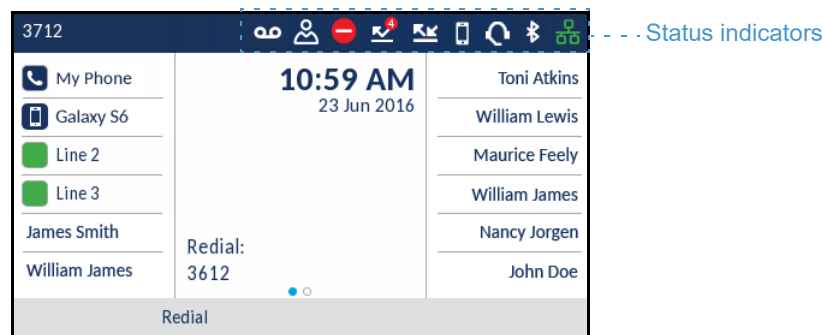 3712
4
Status indicators
My Phone
Galaxy S6
Line 2
Line 3
James Smith
William James
10:59 AM
23 Jun 2016
Redial:
3612
Toni Atkins
William Lewis
Maurice Feely
William James
Nancy Jorgen
John Doe
Redial